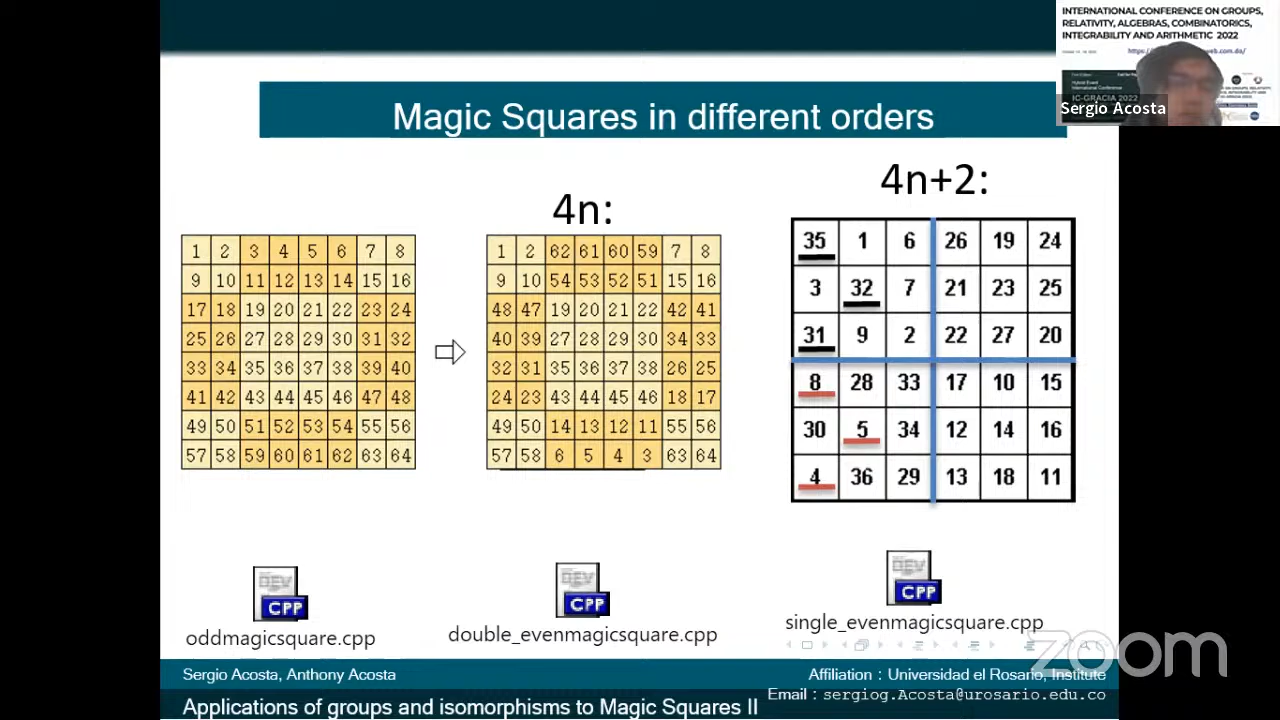 INTERNATIONAL CONFERENCE ON GROUPS,
RELATIVITY, ALGEBRAS, COMBINATORICS,
INTEGRABILITY AND ARITHMETIC 2022
IC-GRACIA 2022
Sergio Acosta
Magic Squares in different orders
4n:
4n+2:
1 2 3 4 5 6 7 8
9 10 11 12 13 14 15 16
17 18 19 20 21 22 23 24
25 26 27 28 29 30 31 32
33 34 35 36 37 38 39 40
41 42 43 44 45 46 47 48
49 50 51 52 53 54 55 56
57 58 59 60 61 62 63 64
1 2 62 61 60 59 7 8
9 10 54 53 52 51 15 16
48 47 19 20 21 22 42 41
40 39 27 28 29 30 34 33
32 31 35 36 37 38 26 25
24 23 43 44 45 46 18 17
49 50 14 13 12 11 55 56
57 58 6 5 4 3 63 64
35 1 6 26 19 24
3 32 7 21 23 25
31 9 2 22 27 20
8 28 33 17 10 15
30 5 34 12 14 16
4 36 29 13 18 11
DEV
CPP
oddmagicsquare.cpp
DEV
CPP
double_evenmagicsquare.cpp
DEV
CPP
single_evenmagicsquare.cpp
zoom
Sergio Acosta, Anthony Acosta
Affiliation : Universidad el Rosario, Institute
Email : sergiog.Acosta@urosario.edu.co
Applications of groups and isomorphisms to Magic Squares II